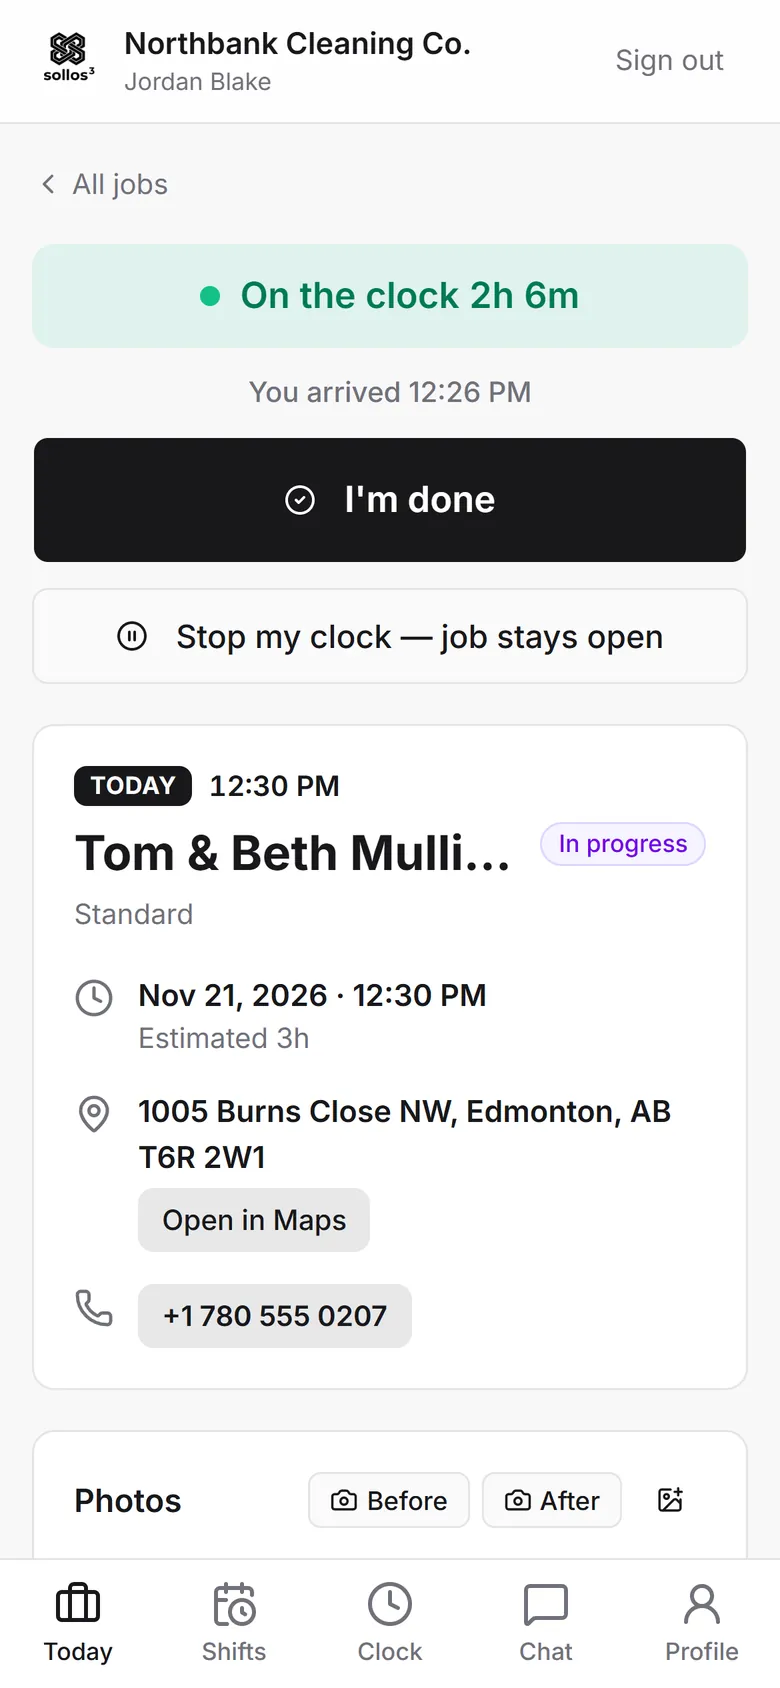 sollos³
Northbank Cleaning Co.
Jordan Blake
Sign out
All jobs
On the clock 2h 6m
You arrived 12:26 PM
I'm done
Stop my clock — job stays open
TODAY 12:30 PM
Tom & Beth Mulli...
In progress
Standard
Nov 21, 2026 · 12:30 PM
Estimated 3h
1005 Burns Close NW, Edmonton, AB
T6R 2W1
Open in Maps
+1 780 555 0207
Photos
Before
After
Today
Shifts
Clock
Chat
Profile